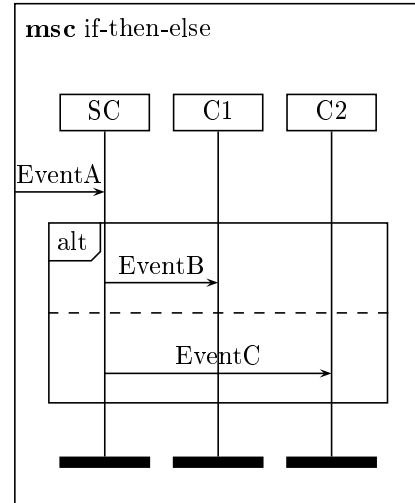 msc if-then-else
SC C1 C2
EventA
alt
EventB
EventC